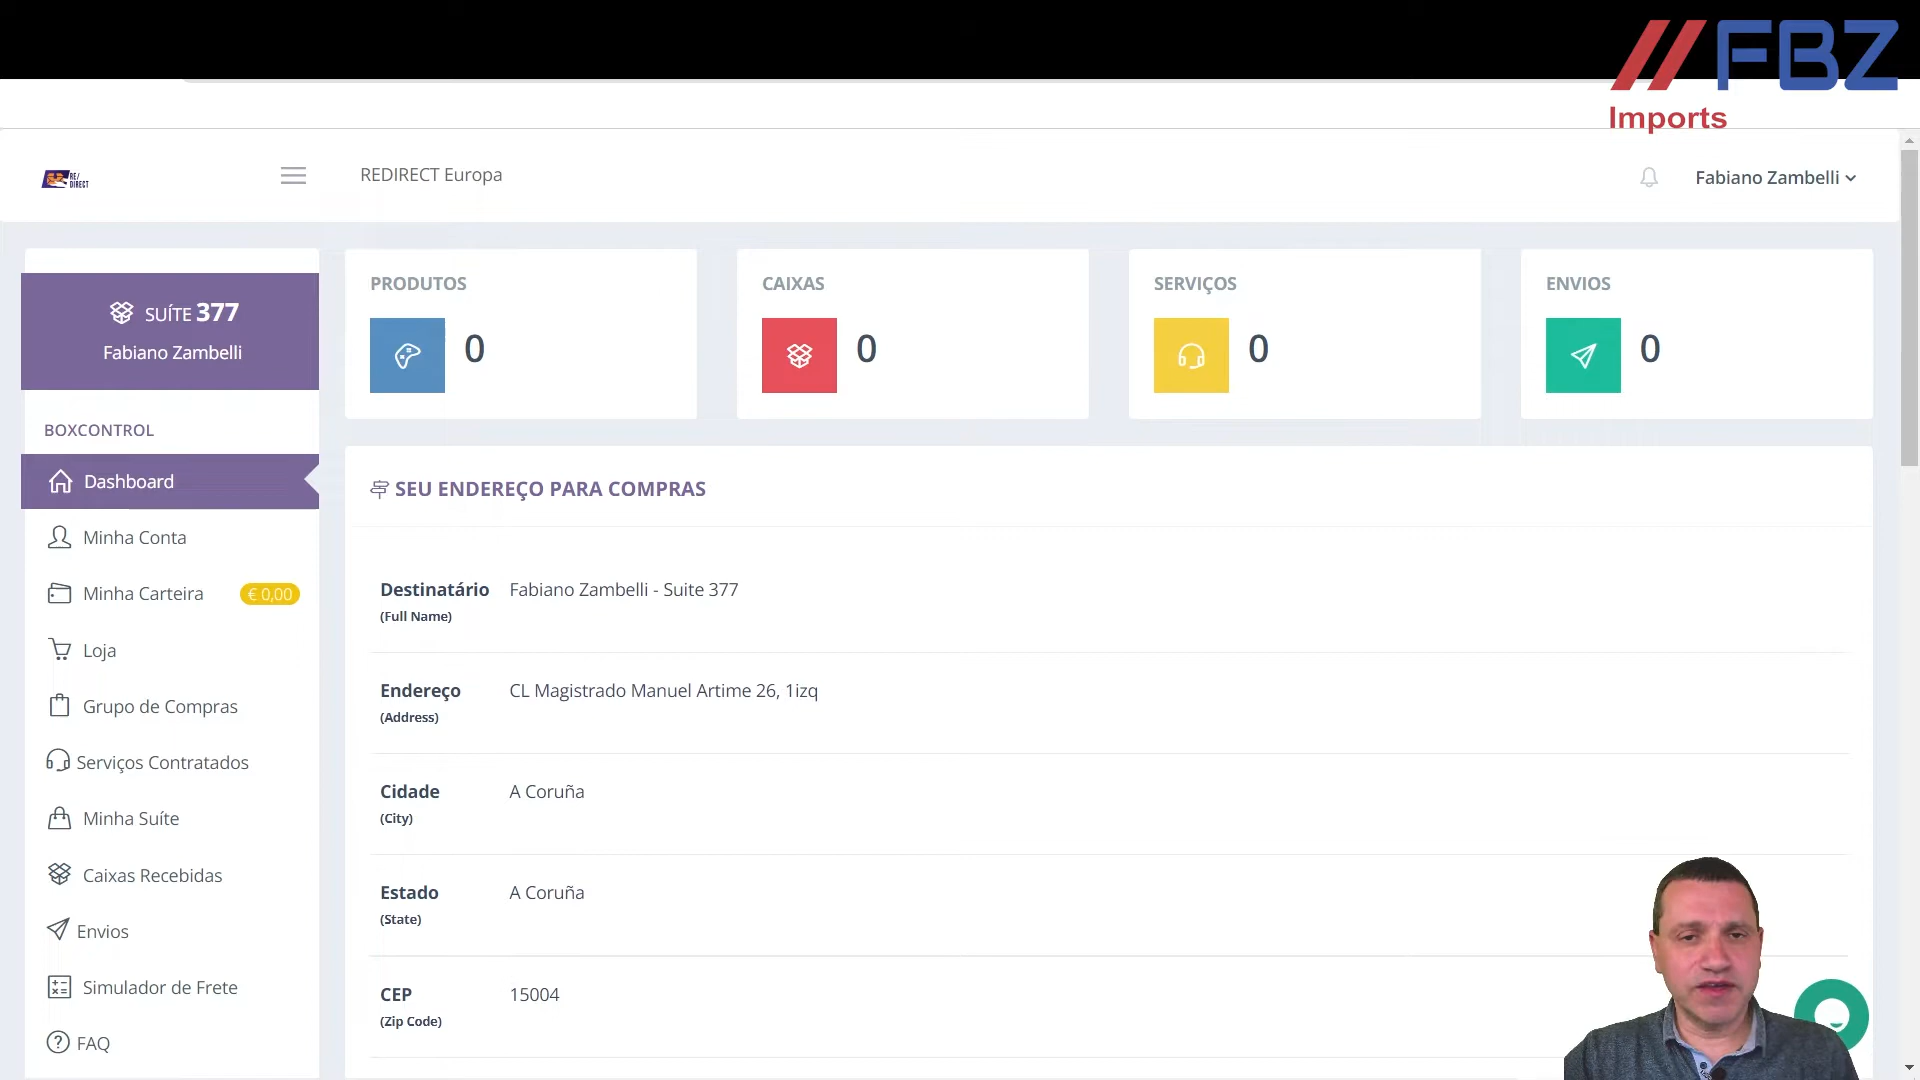 FBZ
Imports
RE/
DIRECT
REDIRECT Europa
Fabiano Zambelli
SUÍTE 377
Fabiano Zambelli
BOXCONTROL
Dashboard
Minha Conta
Minha Carteira
€ 0,00
Loja
Grupo de Compras
Serviços Contratados
Minha Suíte
Caixas Recebidas
Envios
Simulador de Frete
FAQ
PRODUTOS
0
CAIXAS
0
SERVIÇOS
0
ENVIOS
0
SEU ENDEREÇO PARA COMPRAS
Destinatário Fabiano Zambelli - Suite 377
(Full Name)
Endereço CL Magistrado Manuel Artime 26, 1izq
(Address)
Cidade A Coruña
(City)
Estado A Coruña
(State)
CEP 15004
(Zip Code)